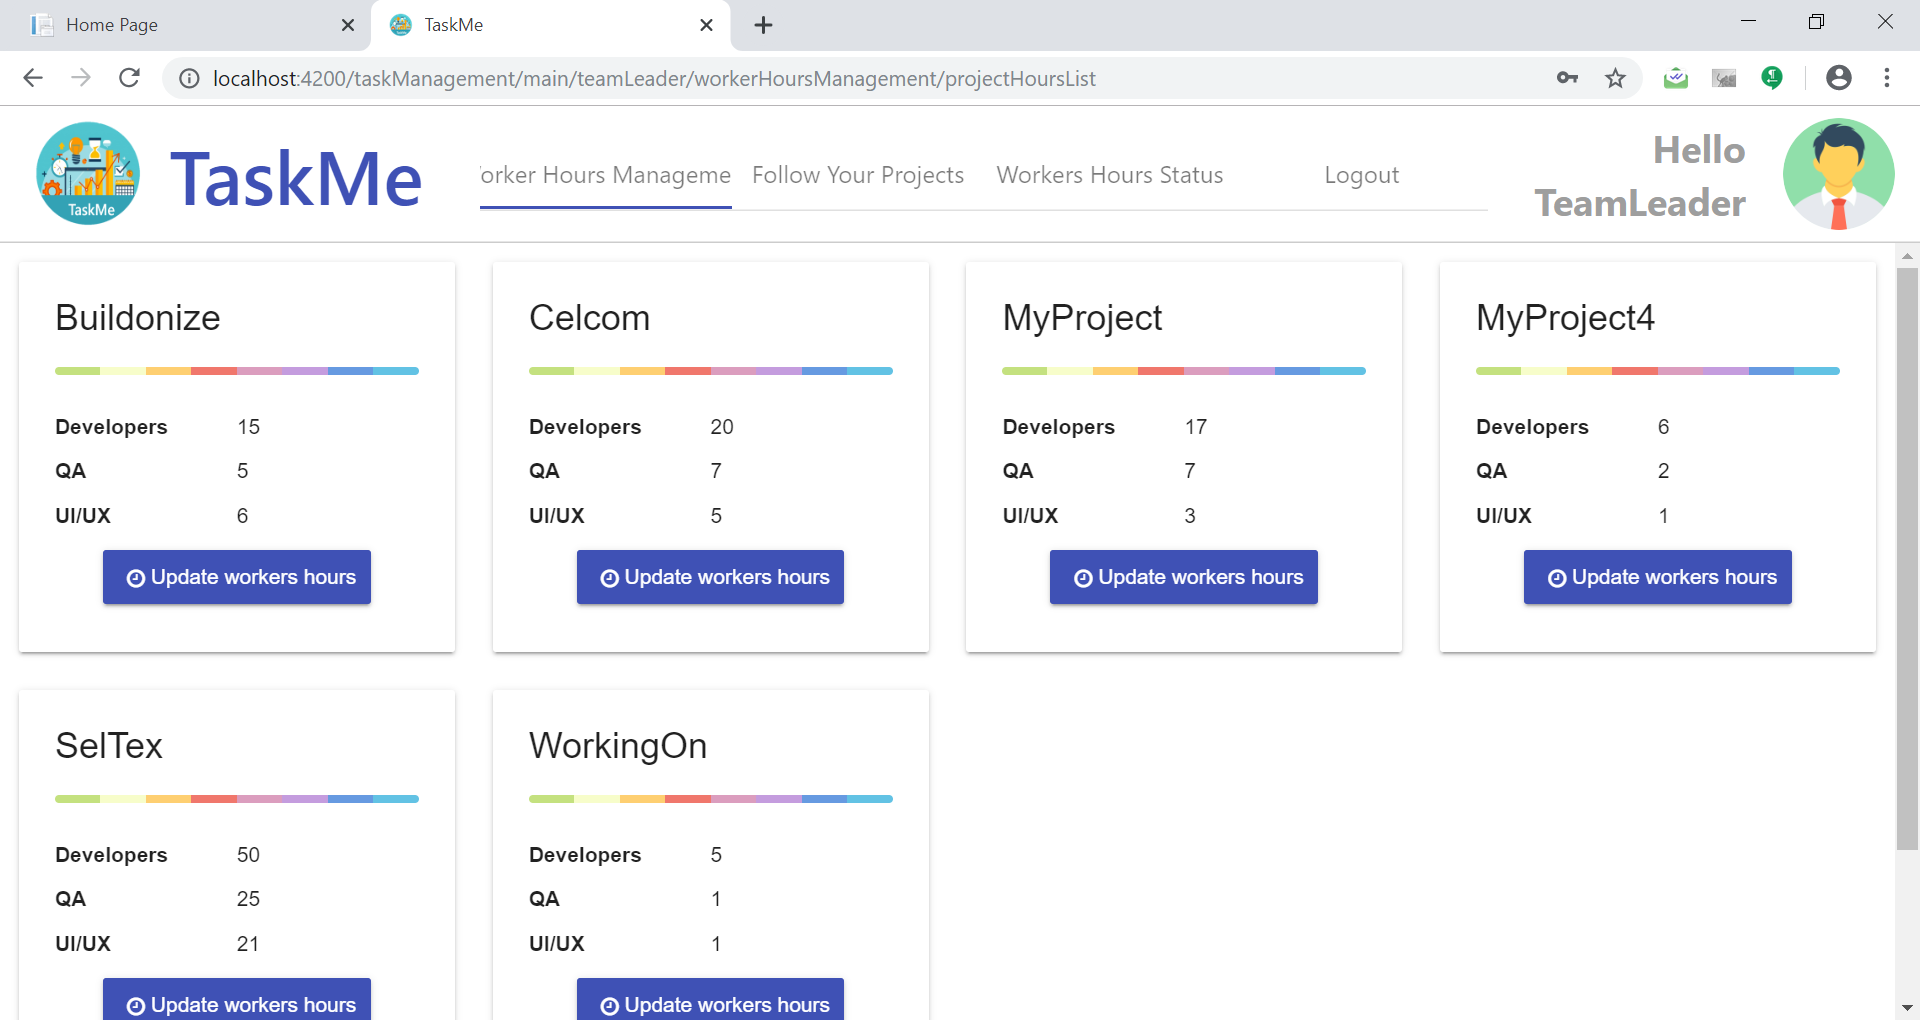 Home Page
TaskMe
localhost:4200/taskManagement/main/teamLeader/workerHoursManagement/projectHoursList
TaskMe
TaskMe
orker Hours Manageme
Follow Your Projects
Workers Hours Status
Logout
Hello
TeamLeader
Buildonize
Developers 15
QA 5
UI/UX 6
Update workers hours
Celcom
Developers 20
QA 7
UI/UX 5
Update workers hours
MyProject
Developers 17
QA 7
UI/UX 3
Update workers hours
MyProject4
Developers 6
QA 2
UI/UX 1
Update workers hours
SelTex
Developers 50
QA 25
UI/UX 21
Update workers hours
WorkingOn
Developers 5
QA 1
UI/UX 1
Update workers hours